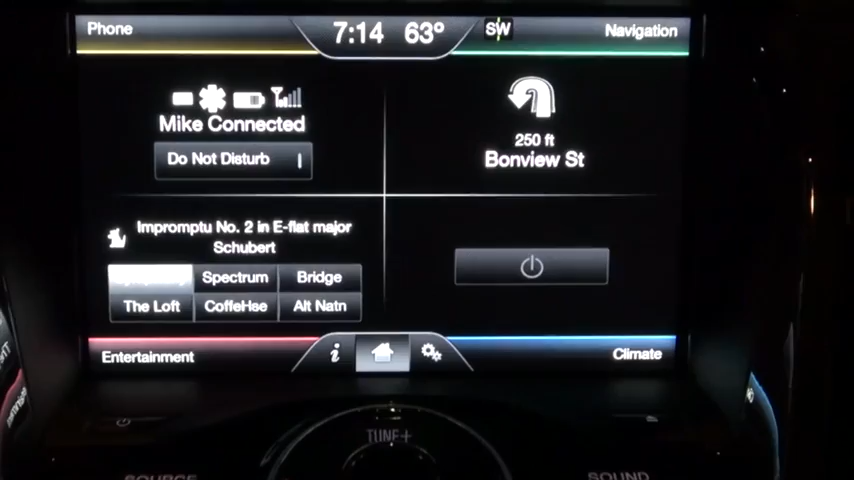 Phone
7:14 63°
SW
Navigation
Mike Connected
Do Not Disturb
250 ft
Bonview St
Impromptu No. 2 in E-flat major
Schubert
Spectrum
Bridge
The Loft
CoffeHse
Alt Natn
Entertainment
i
Climate
TUNE+
SOURCE
SOUND